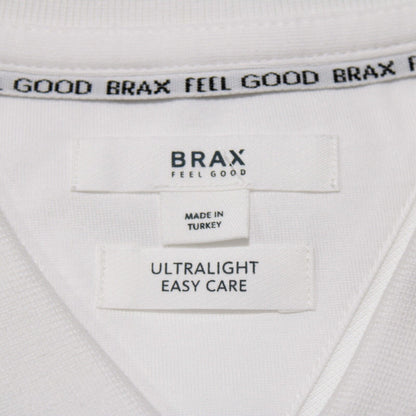 L GOOD BRAX FEEL GOOD BRAX F
BRAX
FEEL GOOD
MADE IN
TURKEY
ULTRALIGHT
EASY CARE